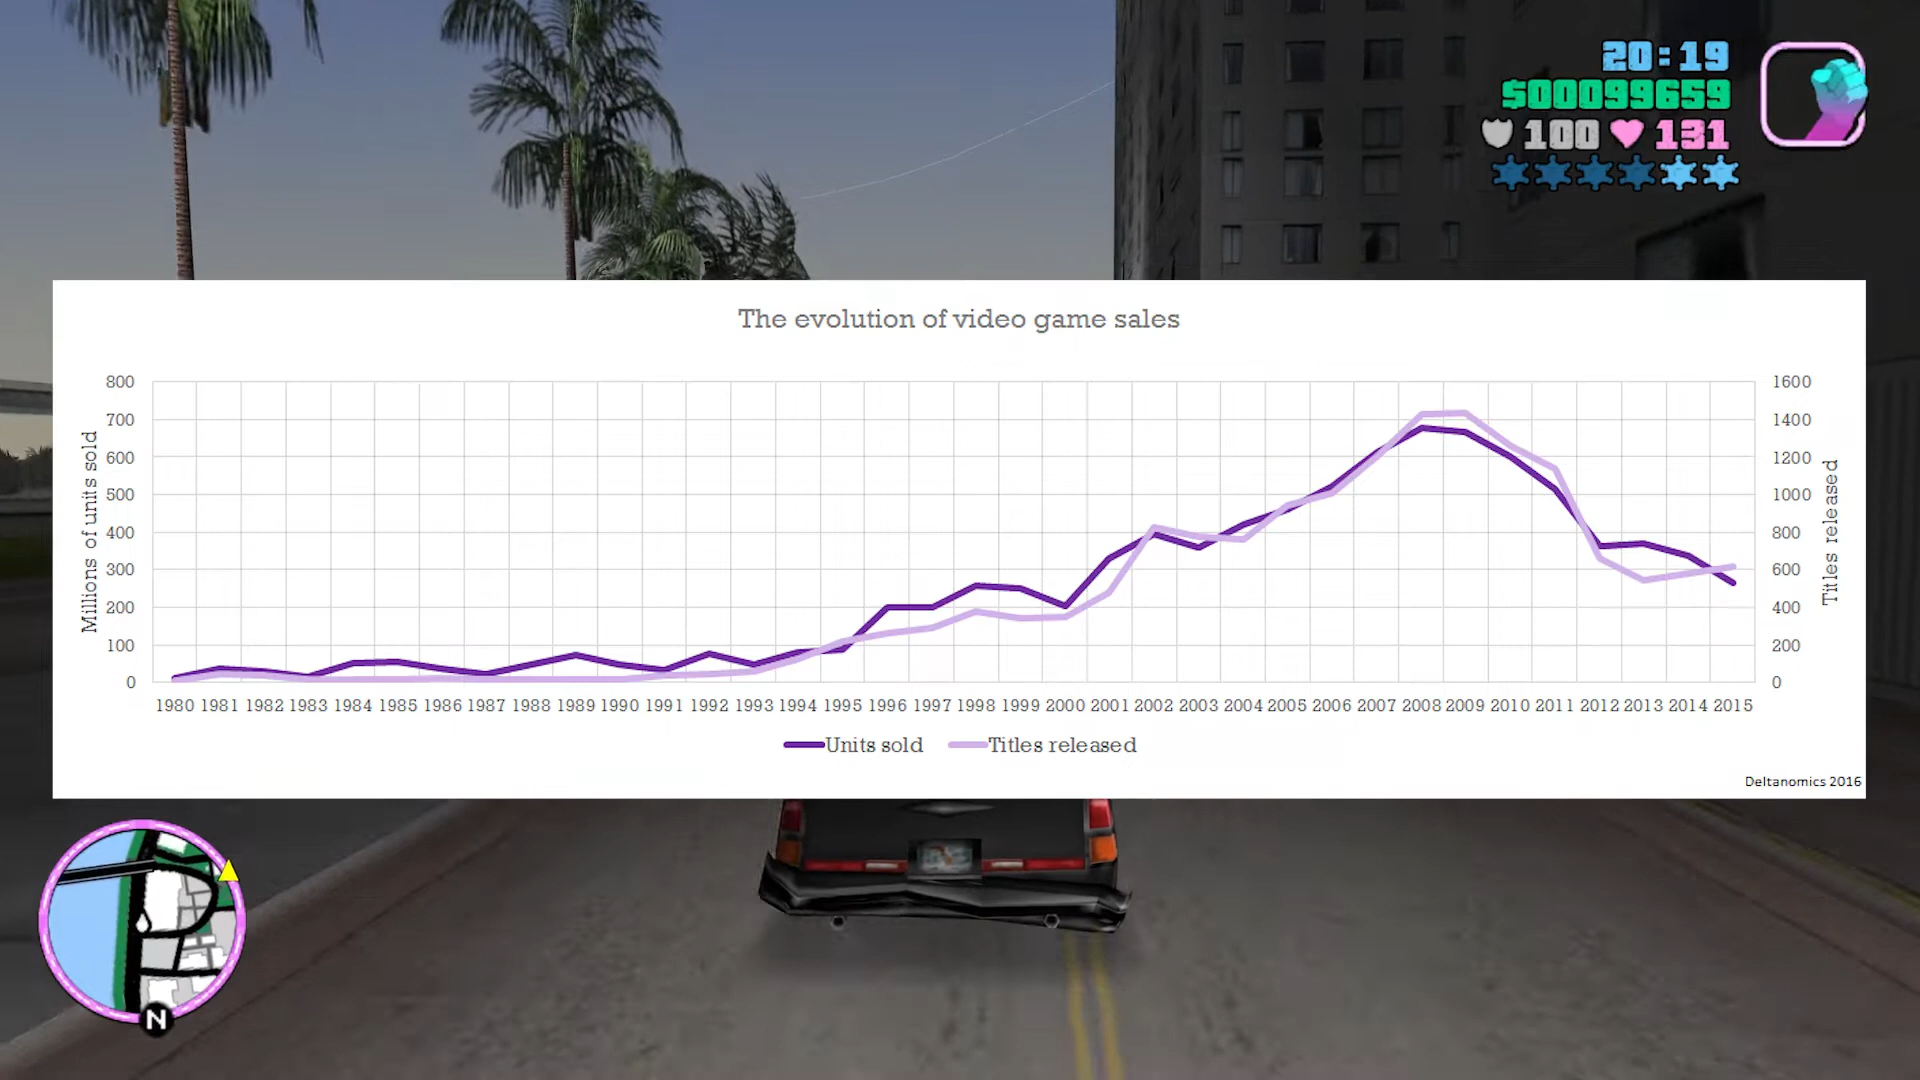 20:19
$00099659
100 131
The evolution of video game sales
800 1600
700 1400
600 1200
500 1000
400 800
300 600
200 400
100 200
0 0
Millions of units sold
Titles released
1980 1981 1982 1983 1984 1985 1986 1987 1988 1989 1990 1991 1992 1993 1994 1995 1996 1997 1998 1999 2000 2001 2002 2003 2004 2005 2006 2007 2008 2009 2010 2011 2012 2013 2014 2015
Units sold Titles released
Deltanomics 2016
N